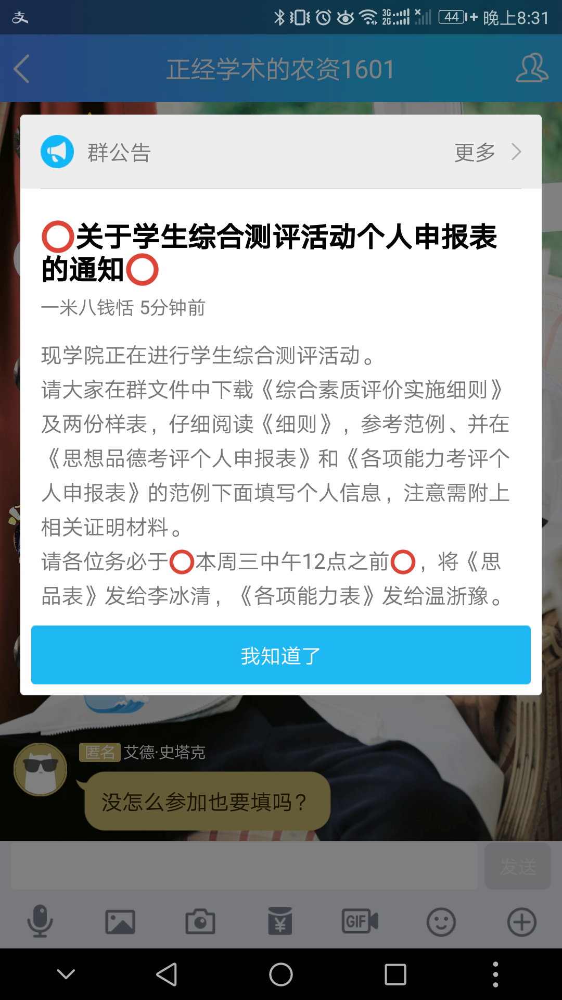 支
3G
2G
44
晚上8:31
正经学术的农资1601
群公告
更多
⭕关于学生综合测评活动个人申报表
的通知⭕
一米八钱恬 5分钟前
现学院正在进行学生综合测评活动。
请大家在群文件中下载《综合素质评价实施细则》
及两份样表，仔细阅读《细则》，参考范例、并在
《思想品德考评个人申报表》和《各项能力考评个
人申报表》的范例下面填写个人信息，注意需附上
相关证明材料。
请各位务必于⭕本周三中午12点之前⭕，将《思
品表》发给李冰清，《各项能力表》发给温浙豫。
我知道了
匿名 艾德·史塔克
没怎么参加也要填吗？
发送
¥
GIF